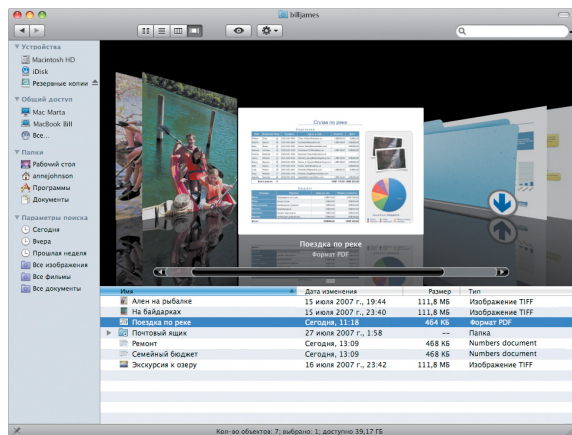 billjames
Устройства
Macintosh HD
iDisk
Резервные копии
Общий доступ
Mac Marta
MacBook Bill
Все...
Папки
Рабочий стол
annejohnson
Программы
Документы
Параметры поиска
Сегодня
Вчера
Прошлая неделя
Все изображения
Все фильмы
Все документы
Сплав по реке
Поездка по реке
Формат PDF
Имя Дата изменения Размер Тип
Ален на рыбалке 15 июля 2007 г., 19:44 111,8 МБ Изображение TIFF
На байдарках 15 июля 2007 г., 23:40 111,8 МБ Изображение TIFF
Поездка по реке Сегодня, 11:18 464 КБ Формат PDF
Почтовый ящик 27 июля 2007 г., 1:58 -- Папка
Ремонт Сегодня, 13:09 468 КБ Numbers document
Семейный бюджет Сегодня, 13:09 468 КБ Numbers document
Экскурсия к озеру 16 июля 2007 г., 23:42 111,8 МБ Изображение TIFF
Кол-во объектов: 7; выбрано: 1; доступно 39,17 ГБ